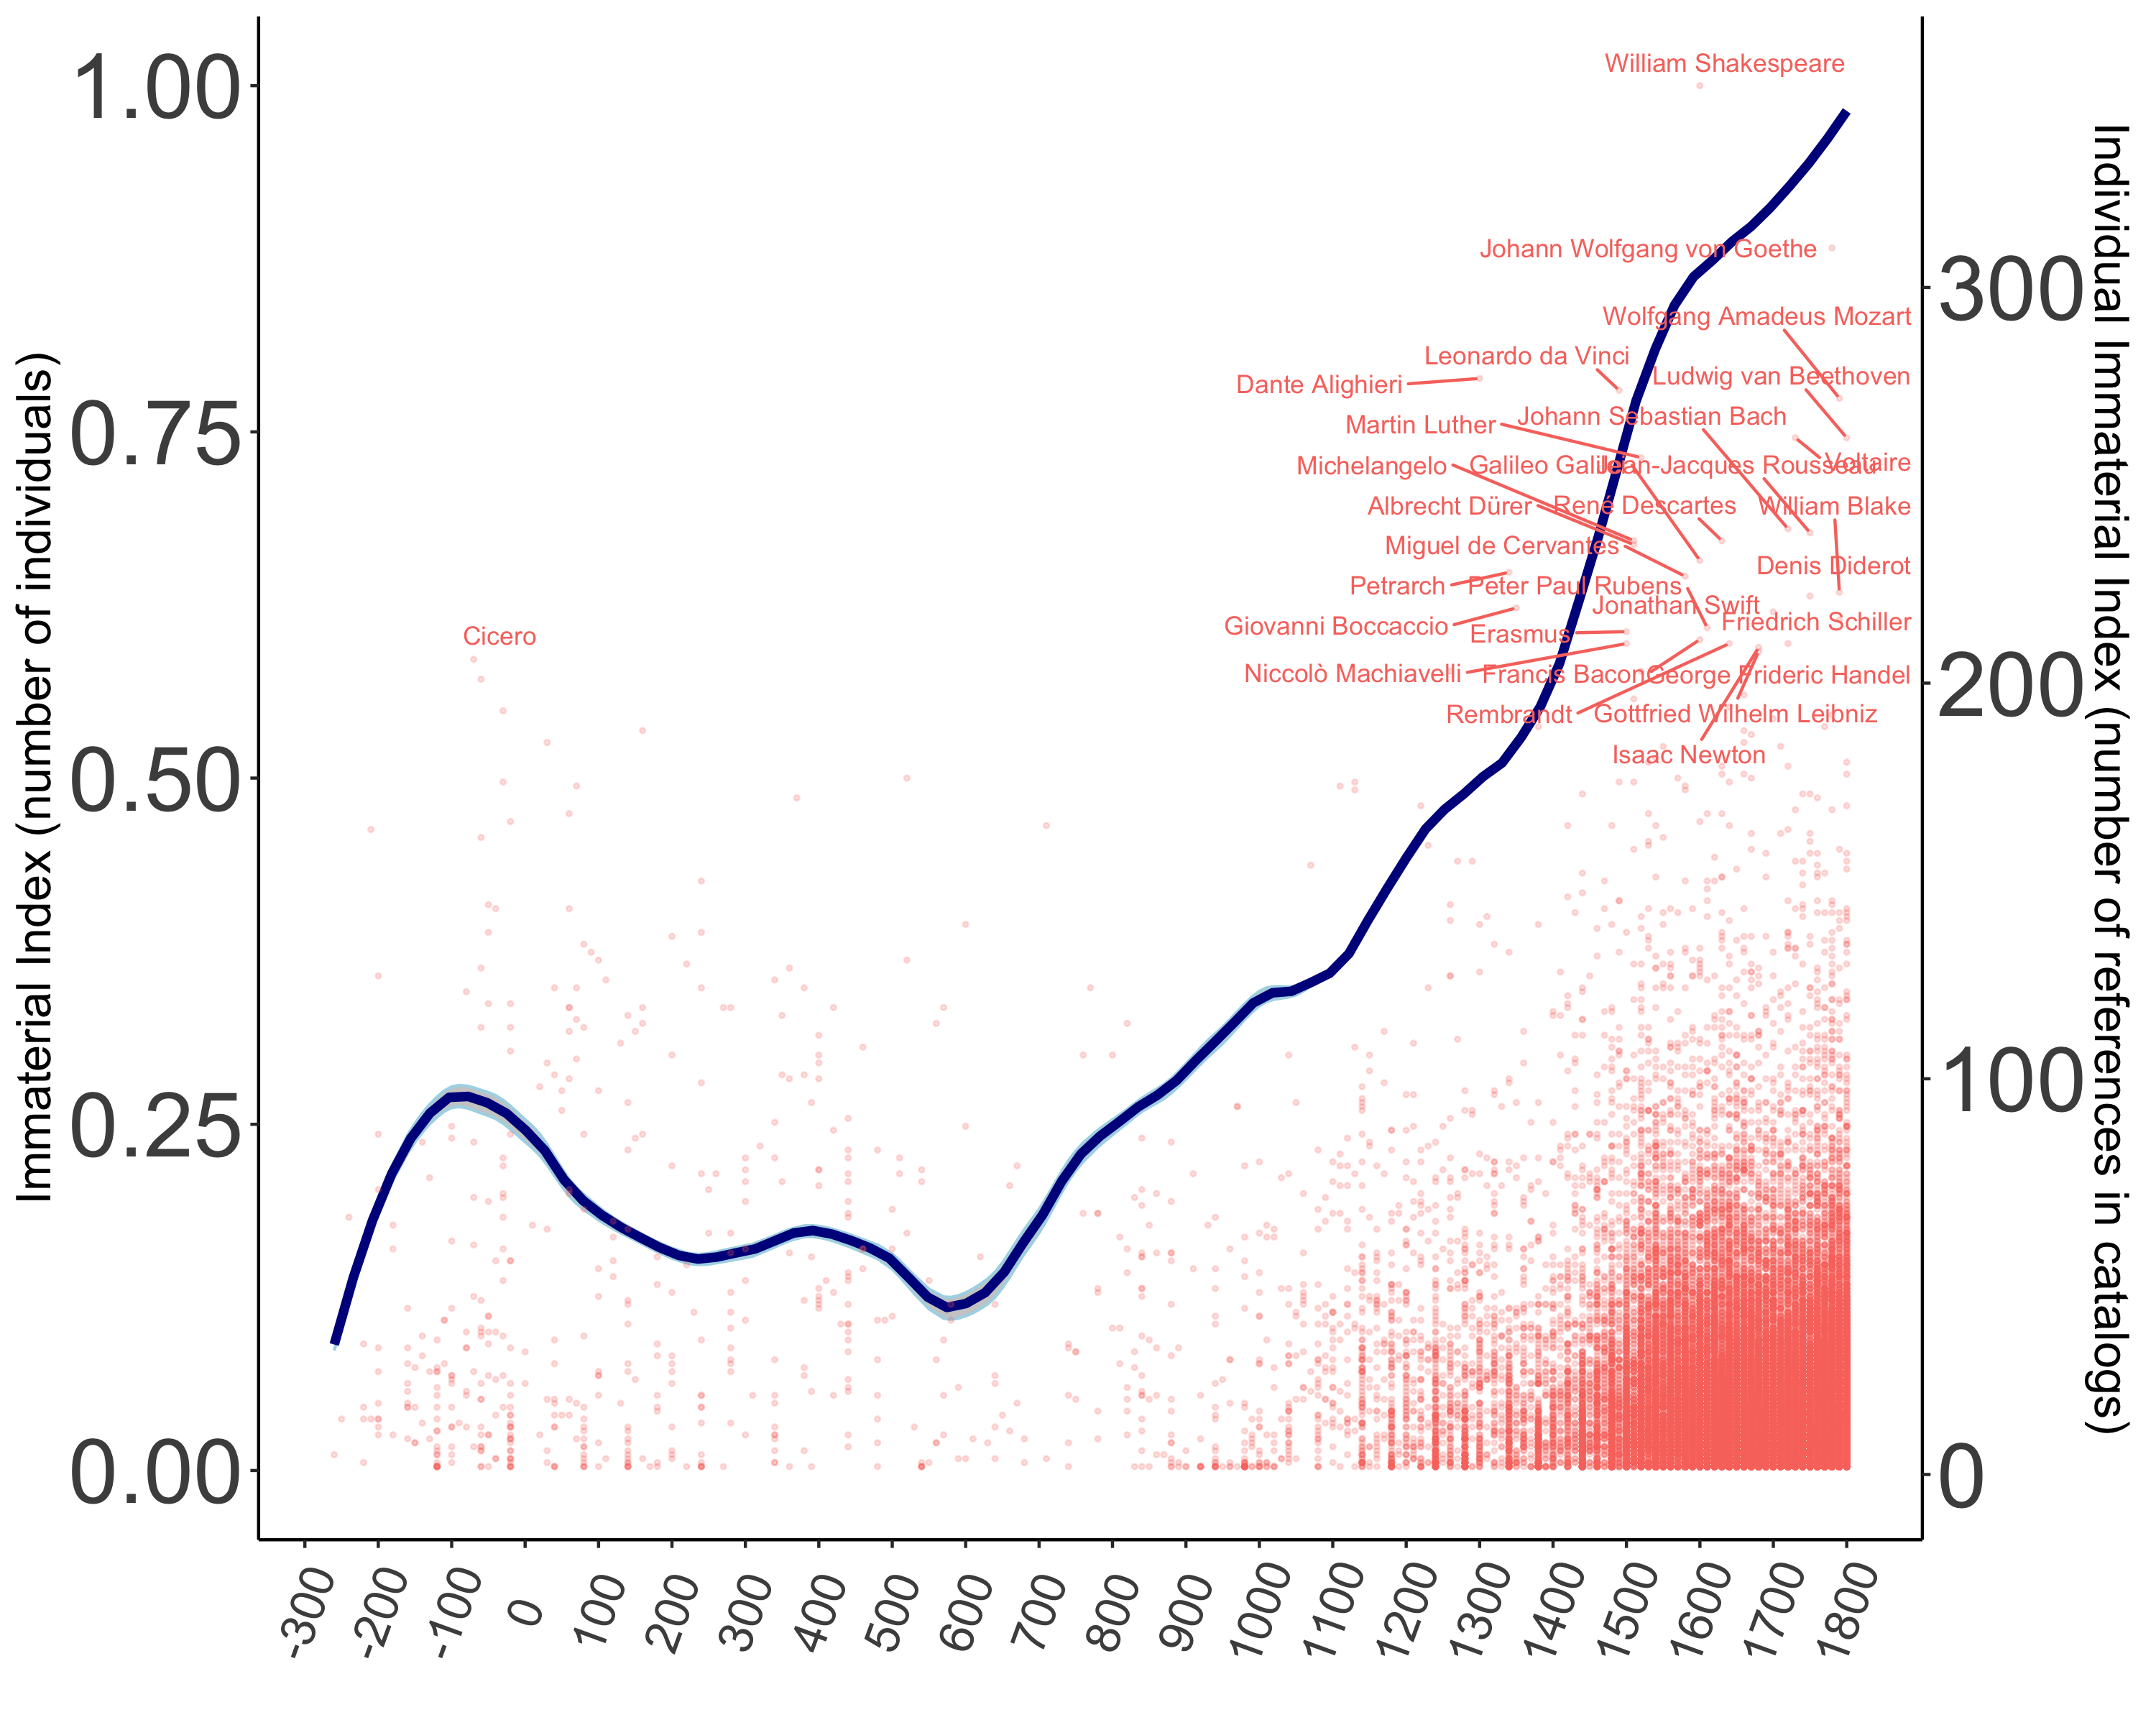 William Shakespeare
Johann Wolfgang von Goethe
Wolfgang Amadeus Mozart
Leonardo da Vinci
Dante Alighieri
Ludwig van Beethoven
Martin Luther
Johann Sebastian Bach
Michelangelo
Galileo Galilei
Jean-Jacques Rousseau
Voltaire
Albrecht Dürer
René Descartes
William Blake
Miguel de Cervantes
Denis Diderot
Petrarch
Peter Paul Rubens
Jonathan Swift
Giovanni Boccaccio
Erasmus
Friedrich Schiller
Cicero
Niccolò Machiavelli
Francis Bacon
George Frideric Handel
Rembrandt
Gottfried Wilhelm Leibniz
Isaac Newton
Immaterial Index (number of individuals)
1.00
0.75
0.50
0.25
0.00
Individual Immaterial Index (number of references in catalogs)
300
200
100
0
-300
-200
-100
0
100
200
300
400
500
600
700
800
900
1000
1100
1200
1300
1400
1500
1600
1700
1800